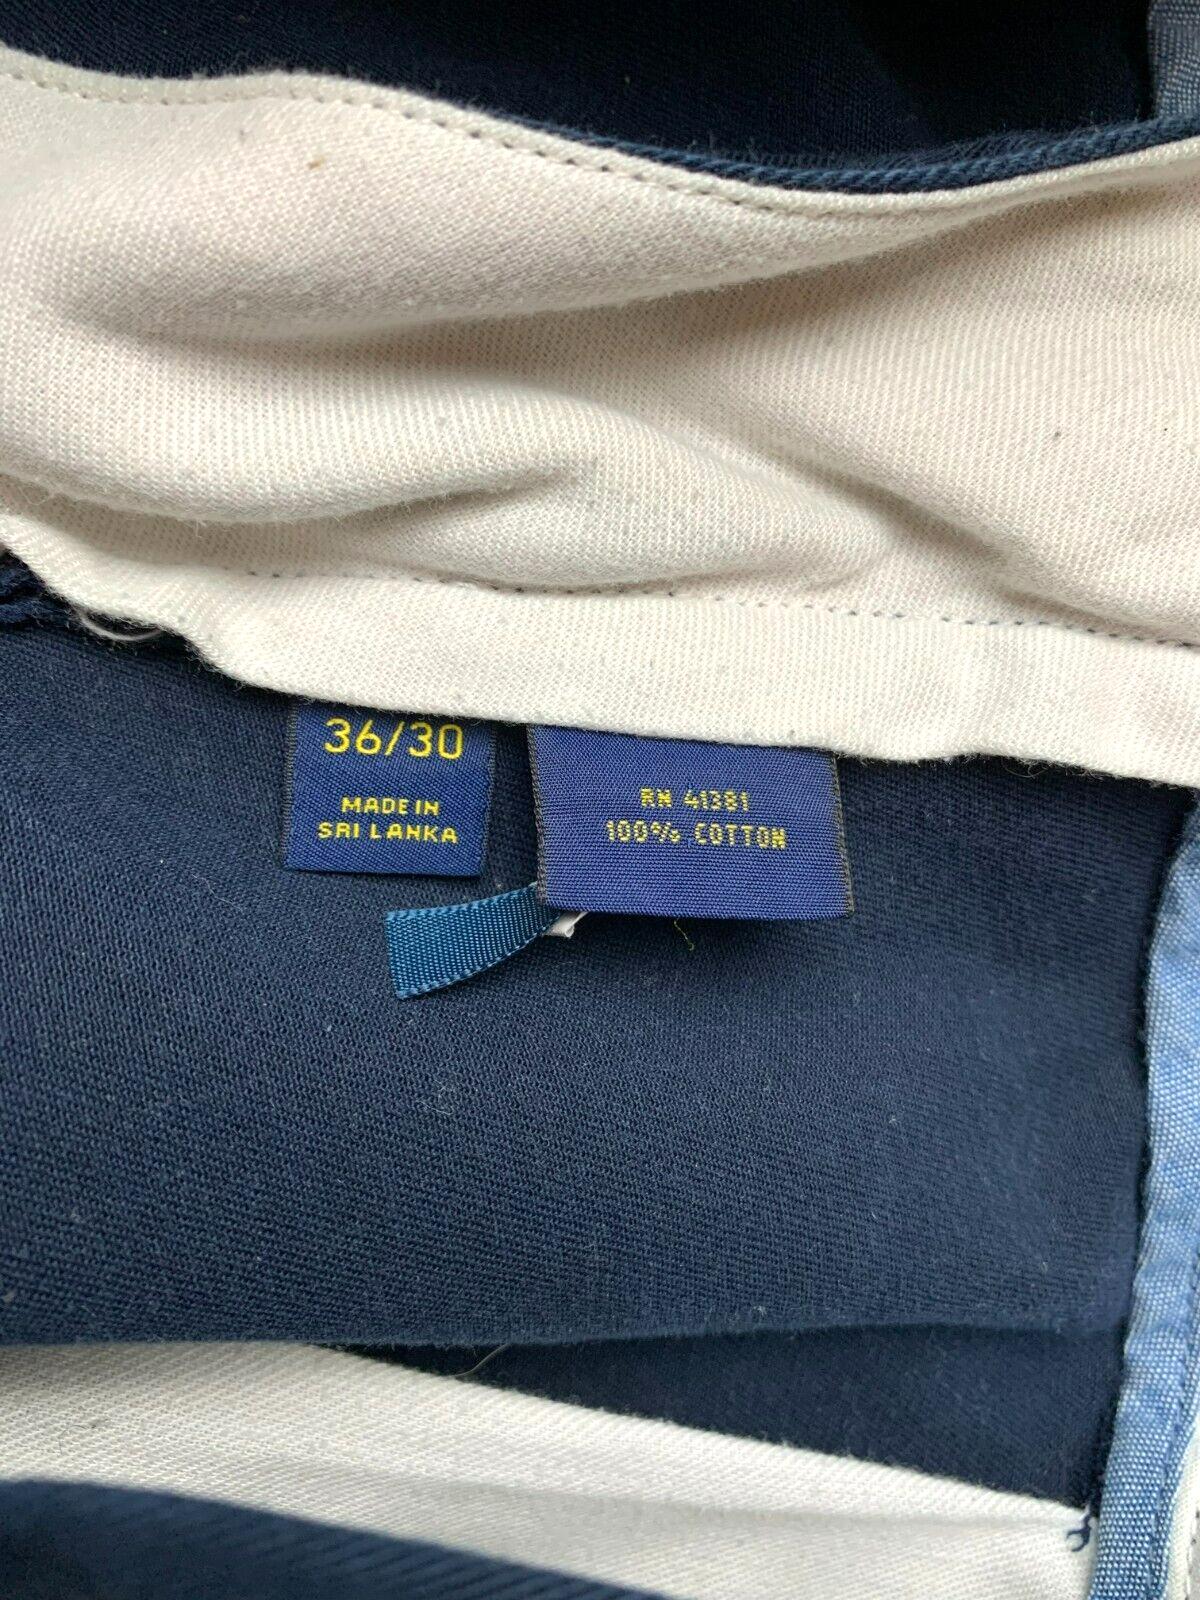 36/30
MADE IN
SRI LANKA
RN 41381
100% COTTON